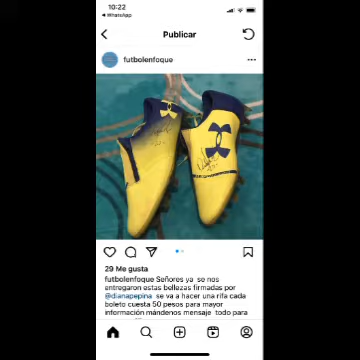 10:22
◂ WhatsApp
Publicar
futbolenfoque
29 Me gusta
futbolenfoque Señores ya se nos
entregaron estas bellezas firmadas por
@dianapepina se va a hacer una rifa cada
boleto cuesta 50 pesos para mayor
información mándenos mensaje todo para